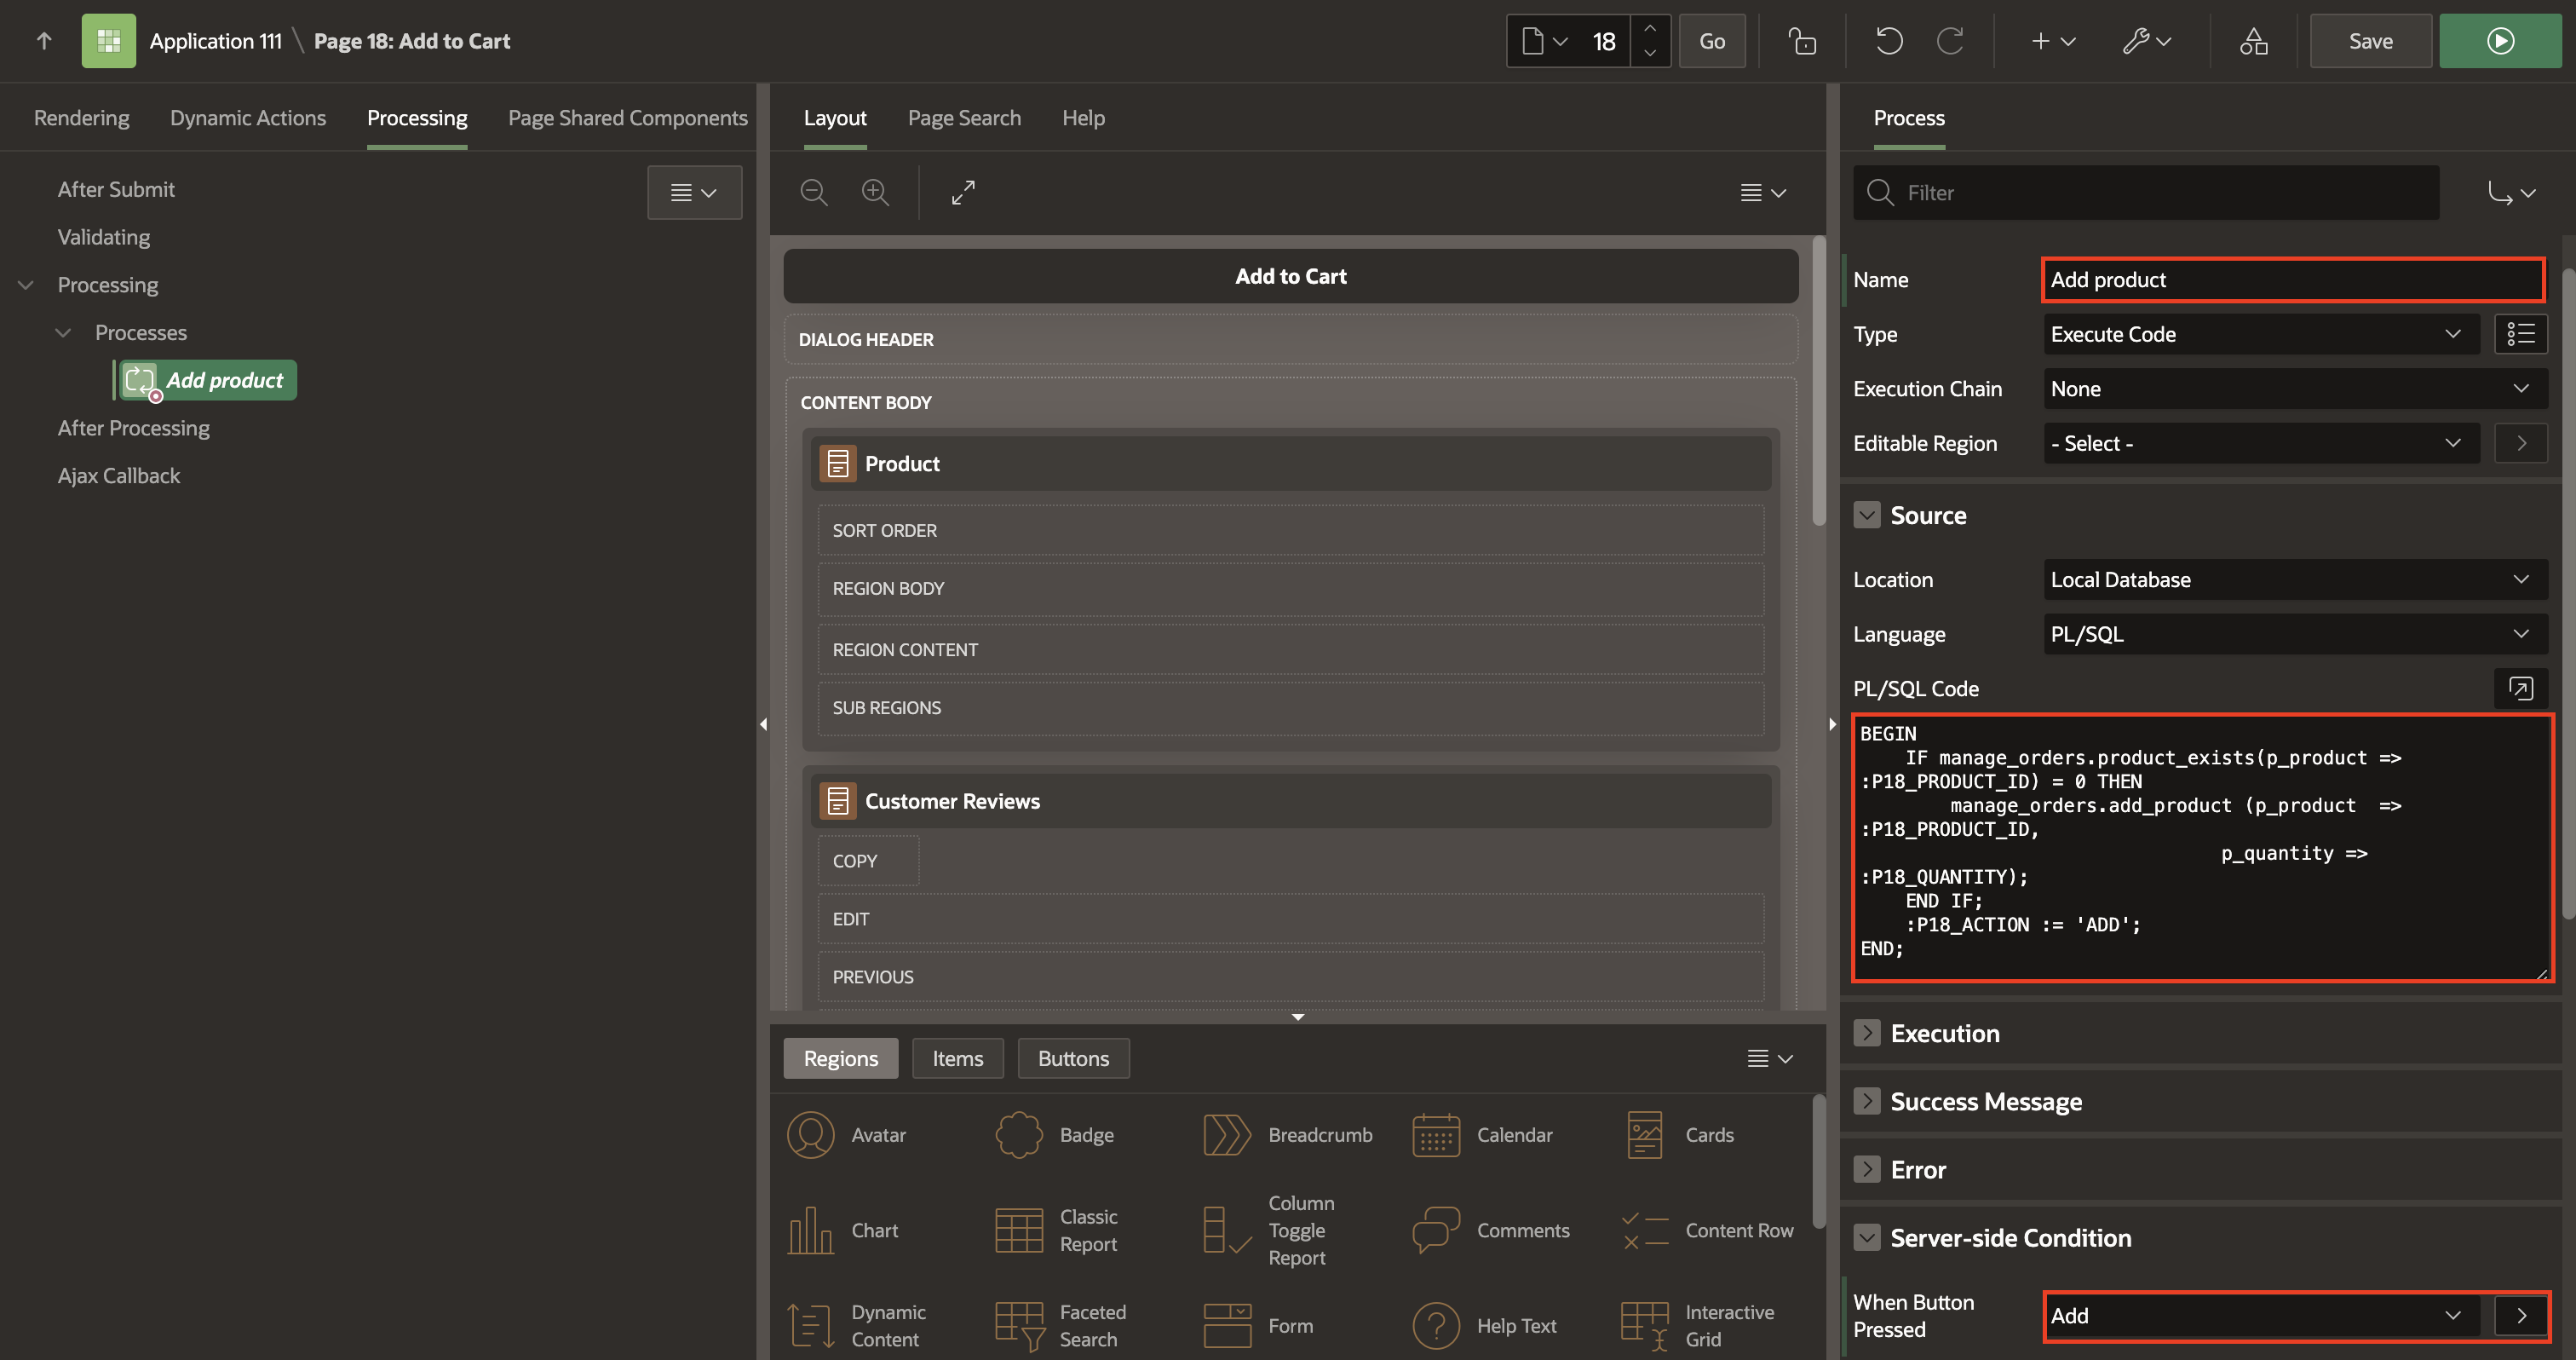 Application 111 \ Page 18: Add to Cart
18
Go
Save
Rendering
Dynamic Actions
Processing
Page Shared Components
After Submit
Validating
Processing
Processes
Add product
After Processing
Ajax Callback
Layout
Page Search
Help
Add to Cart
DIALOG HEADER
CONTENT BODY
Product
SORT ORDER
REGION BODY
REGION CONTENT
SUB REGIONS
Customer Reviews
COPY
EDIT
PREVIOUS
Regions
Items
Buttons
Avatar
Badge
Breadcrumb
Calendar
Cards
Chart
Classic
Report
Column
Toggle
Report
Comments
Content Row
Dynamic
Content
Faceted
Search
Form
Help Text
Interactive
Grid
Process
Filter
Name
Add product
Type
Execute Code
Execution Chain
None
Editable Region
- Select -
Source
Location
Local Database
Language
PL/SQL
PL/SQL Code
BEGIN
    IF manage_orders.product_exists(p_product =>
:P18_PRODUCT_ID) = 0 THEN
        manage_orders.add_product (p_product  =>
:P18_PRODUCT_ID,
                                p_quantity =>
:P18_QUANTITY);
    END IF;
    :P18_ACTION := 'ADD';
END;
Execution
Success Message
Error
Server-side Condition
When Button
Pressed
Add